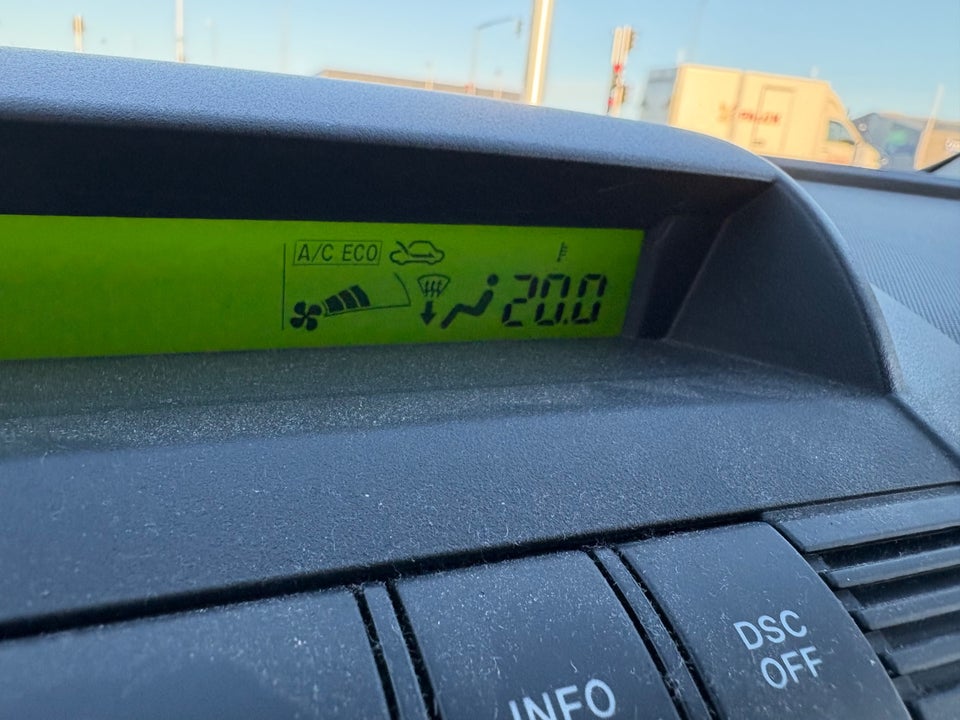 A/C ECO
20.0
INFO
DSC
OFF